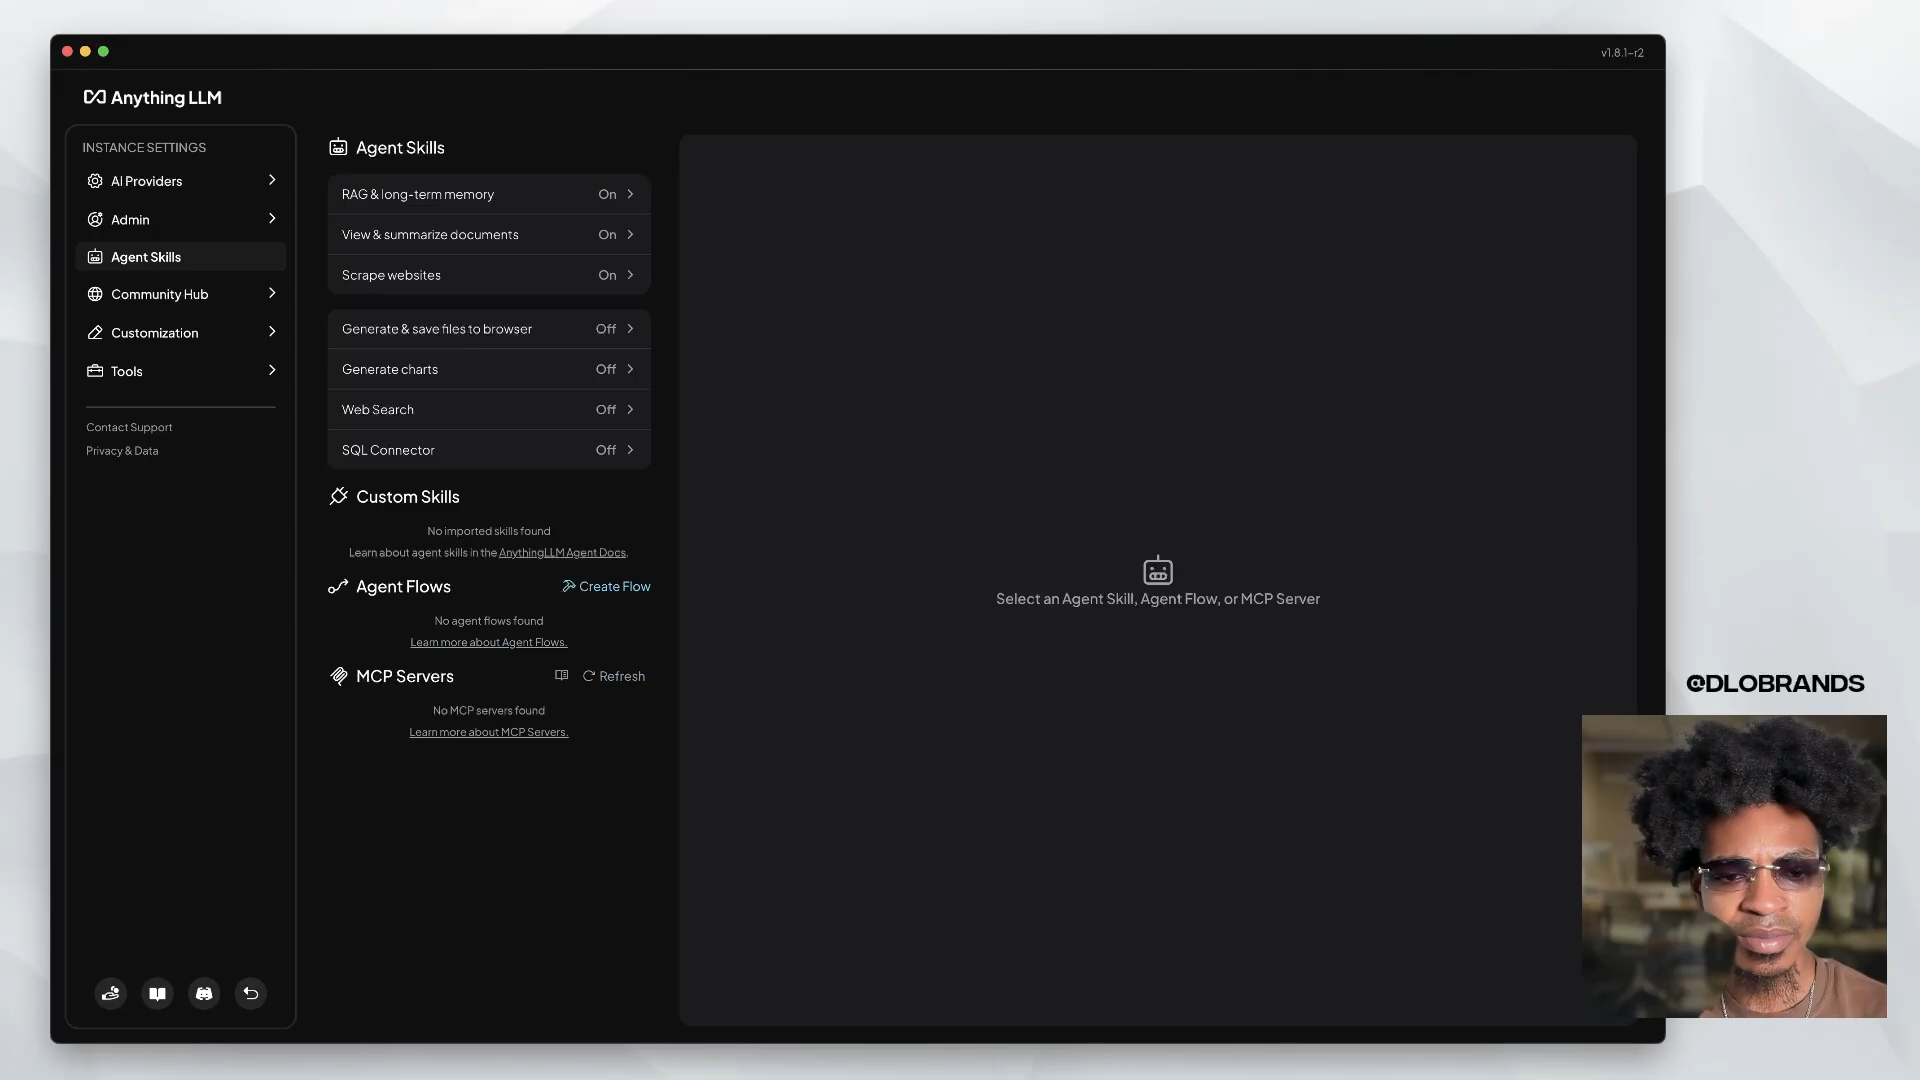 v1.8.1-r2
Anything LLM
INSTANCE SETTINGS
AI Providers
Admin
Agent Skills
Community Hub
Customization
Tools
Contact Support
Privacy & Data
Agent Skills
RAG & long-term memory On
View & summarize documents On
Scrape websites On
Generate & save files to browser Off
Generate charts Off
Web Search Off
SQL Connector Off
Custom Skills
No imported skills found
Learn about agent skills in the AnythingLLM Agent Docs.
Agent Flows Create Flow
No agent flows found
Learn more about Agent Flows.
MCP Servers Refresh
No MCP servers found
Learn more about MCP Servers.
Select an Agent Skill, Agent Flow, or MCP Server
@DLOBRANDS